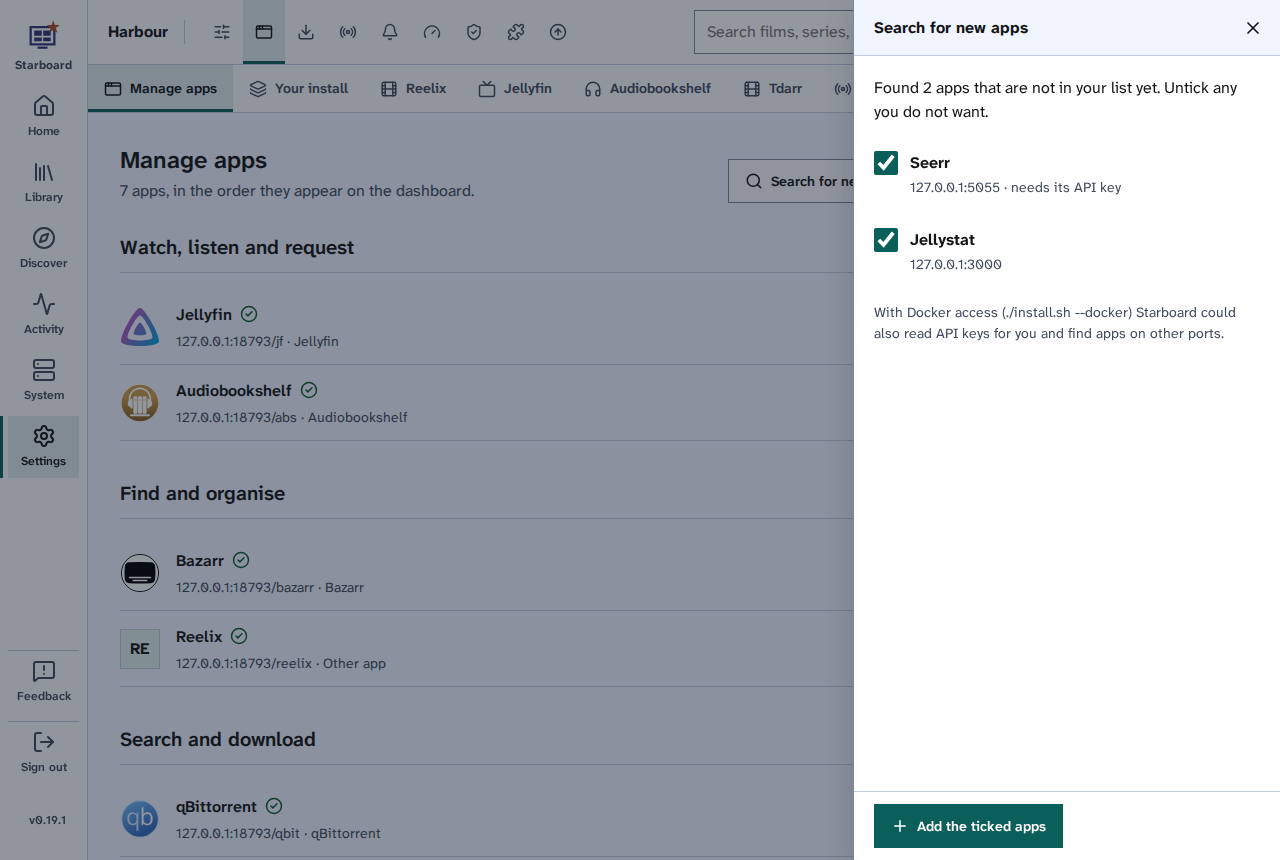 Starboard
Home
Library
Discover
Activity
System
Settings
Feedback
Sign out
v0.19.1
Harbour
Search films, series,
Manage apps
Your install
Reelix
Jellyfin
Audiobookshelf
Tdarr
Manage apps
7 apps, in the order they appear on the dashboard.
Search for ne
Watch, listen and request
Jellyfin
127.0.0.1:18793/jf · Jellyfin
Audiobookshelf
127.0.0.1:18793/abs · Audiobookshelf
Find and organise
Bazarr
127.0.0.1:18793/bazarr · Bazarr
RE
Reelix
127.0.0.1:18793/reelix · Other app
Search and download
qb
qBittorrent
127.0.0.1:18793/qbit · qBittorrent
Search for new apps
Found 2 apps that are not in your list yet. Untick any
you do not want.
Seerr
127.0.0.1:5055 · needs its API key
Jellystat
127.0.0.1:3000
With Docker access (./install.sh --docker) Starboard could
also read API keys for you and find apps on other ports.
Add the ticked apps